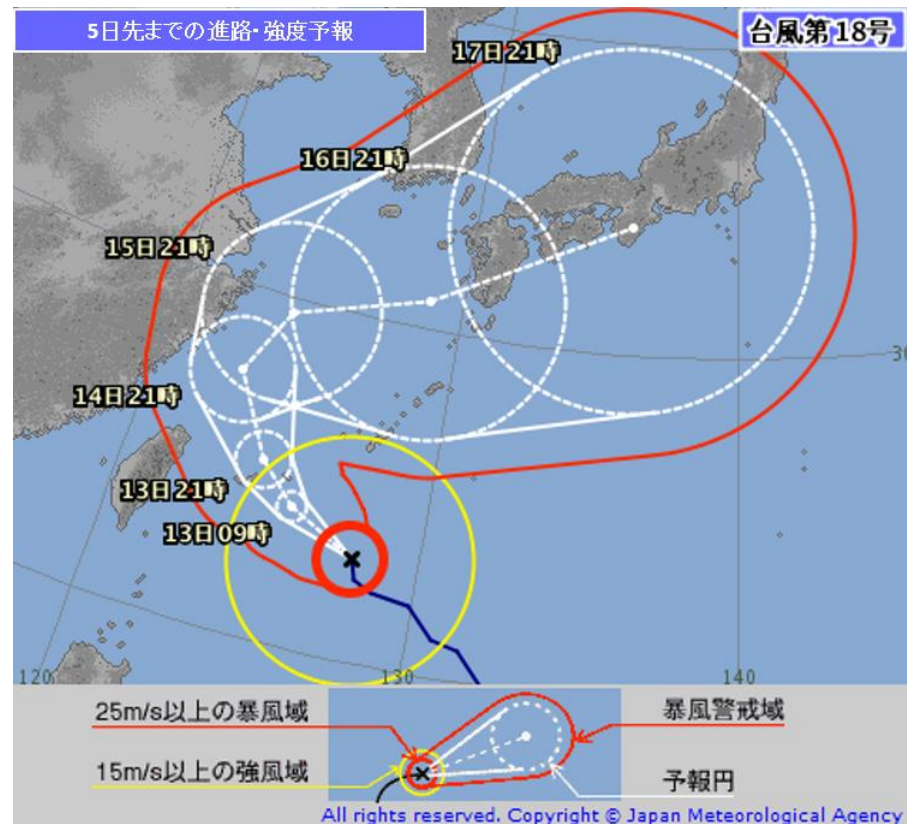 5日先までの進路・強度予報
台風第18号
17日21時
16日21時
15日21時
14日21時
13日21時
13日09時
30
120
130
140
25m/s以上の暴風域
暴風警戒域
15m/s以上の強風域
予報円
All rights reserved. Copyright © Japan Meteorological Agency